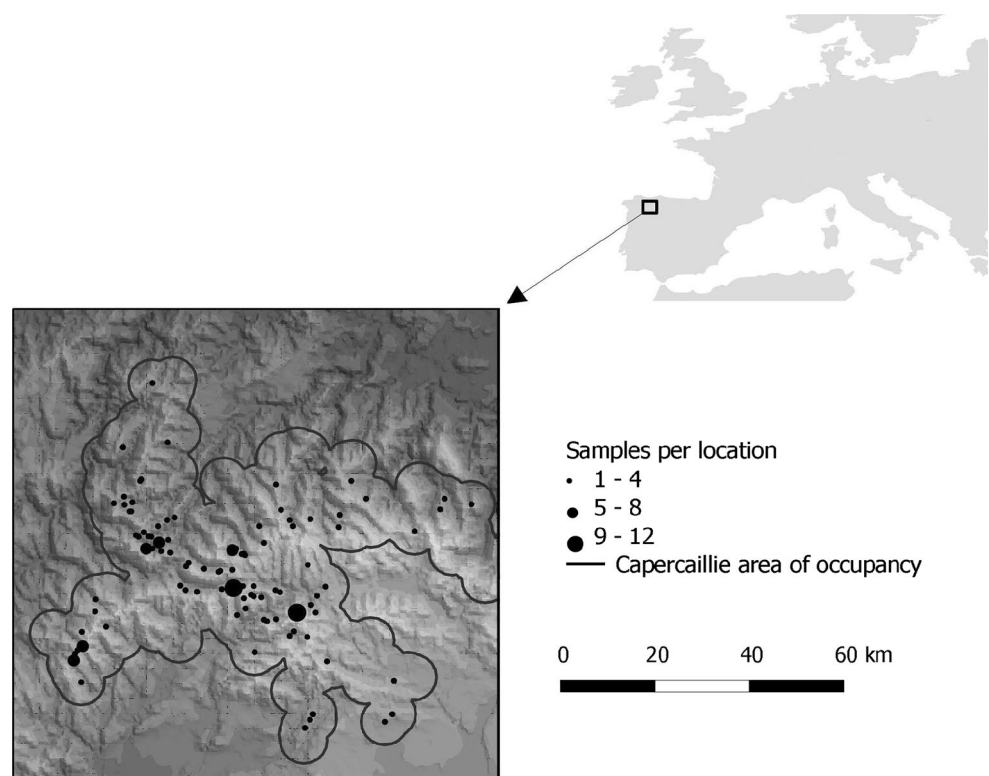 Samples per location
1 - 4
5 - 8
9 - 12
Capercaillie area of occupancy
0 20 40 60 km